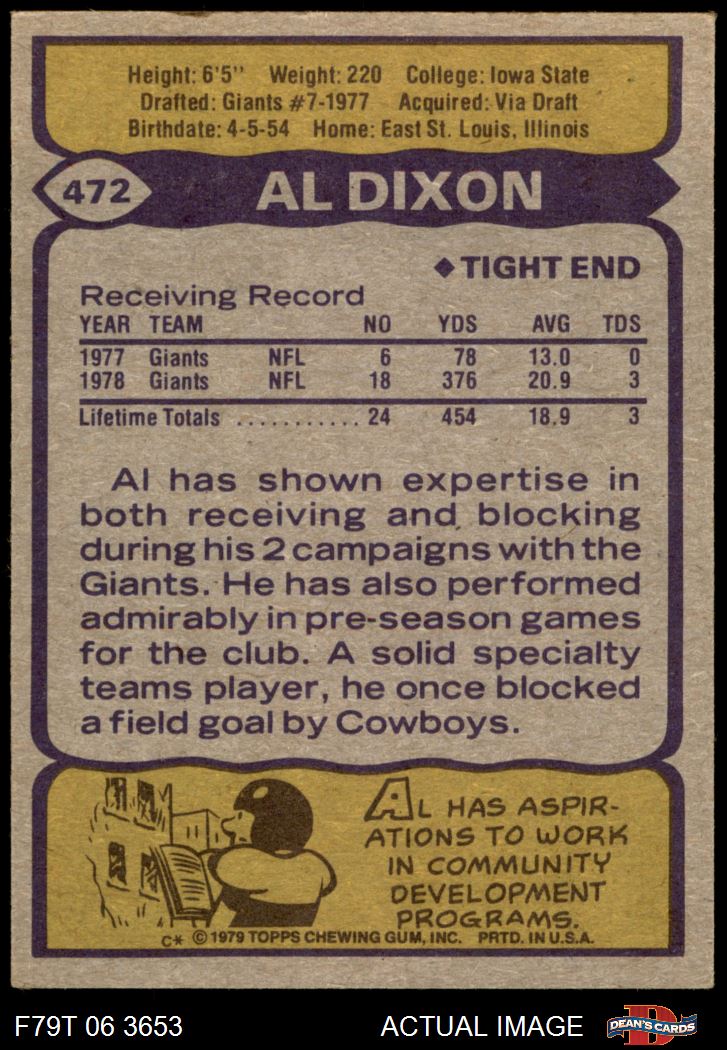 Height: 6'5" Weight: 220 College: Iowa State
Drafted: Giants #7-1977 Acquired: Via Draft
Birthdate: 4-5-54 Home: East St. Louis, Illinois
472 AL DIXON
◆TIGHT END
Receiving Record
YEAR TEAM NO YDS AVG TDS
1977 Giants NFL 6 78 13.0 0
1978 Giants NFL 18 376 20.9 3
Lifetime Totals ........... 24 454 18.9 3
Al has shown expertise in
both receiving and blocking
during his 2 campaigns with the
Giants. He has also performed
admirably in pre-season games
for the club. A solid specialty
teams player, he once blocked
a field goal by Cowboys.
AL HAS ASPIR-
ATIONS TO WORK
IN COMMUNITY
DEVELOPMENT
PROGRAMS.
C* © 1979 TOPPS CHEWING GUM, INC. PRTD. IN U.S.A.
F79T 06 3653 ACTUAL IMAGE DEAN'S CARDS